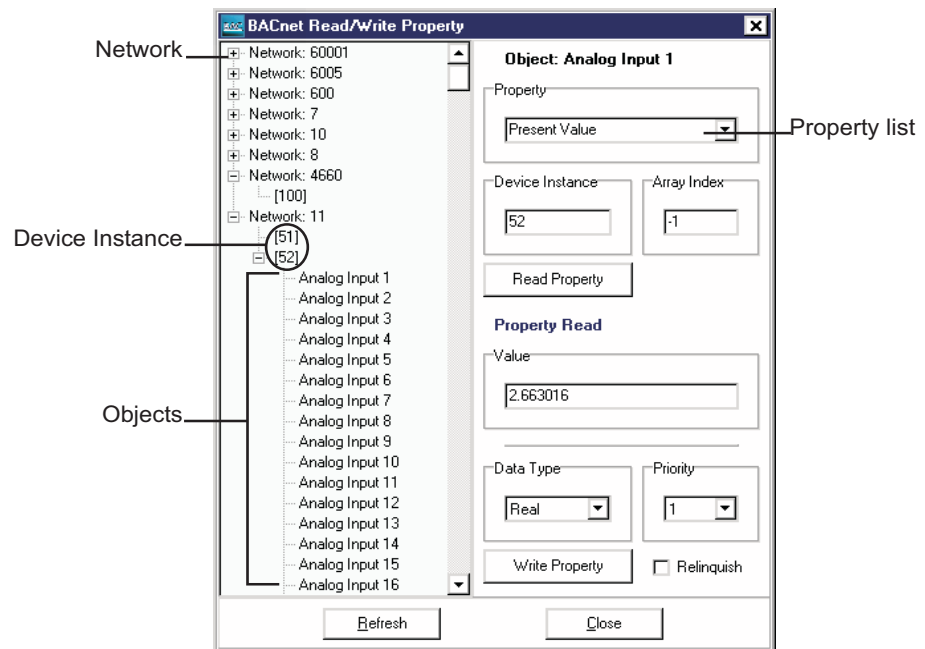 BACnet Read/Write Property
Network
Network: 60001
Network: 6005
Network: 600
Network: 7
Network: 10
Network: 8
Network: 4660
[100]
Network: 11
Device Instance
[51]
[52]
Objects
Analog Input 1
Analog Input 2
Analog Input 3
Analog Input 4
Analog Input 5
Analog Input 6
Analog Input 7
Analog Input 8
Analog Input 9
Analog Input 10
Analog Input 11
Analog Input 12
Analog Input 13
Analog Input 14
Analog Input 15
Analog Input 16
Object: Analog Input 1
Property
Present Value
Property list
Device Instance
52
Array Index
-1
Read Property
Property Read
Value
2.663016
Data Type
Real
Priority
1
Write Property
Relinquish
Refresh
Close